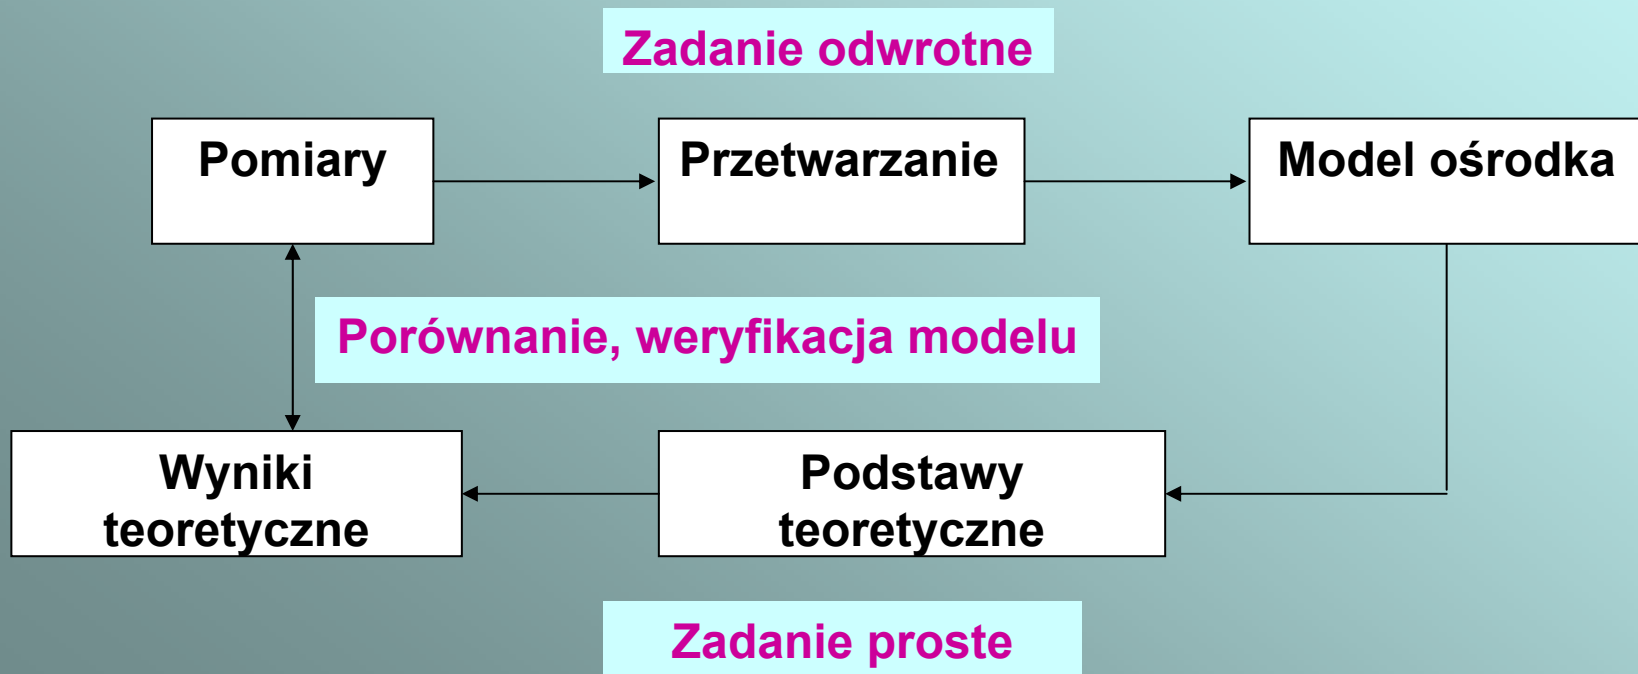 Zadanie odwrotne
Pomiary
Przetwarzanie
Model ośrodka
Porównanie, weryfikacja modelu
Wyniki
teoretyczne
Podstawy
teoretyczne
Zadanie proste